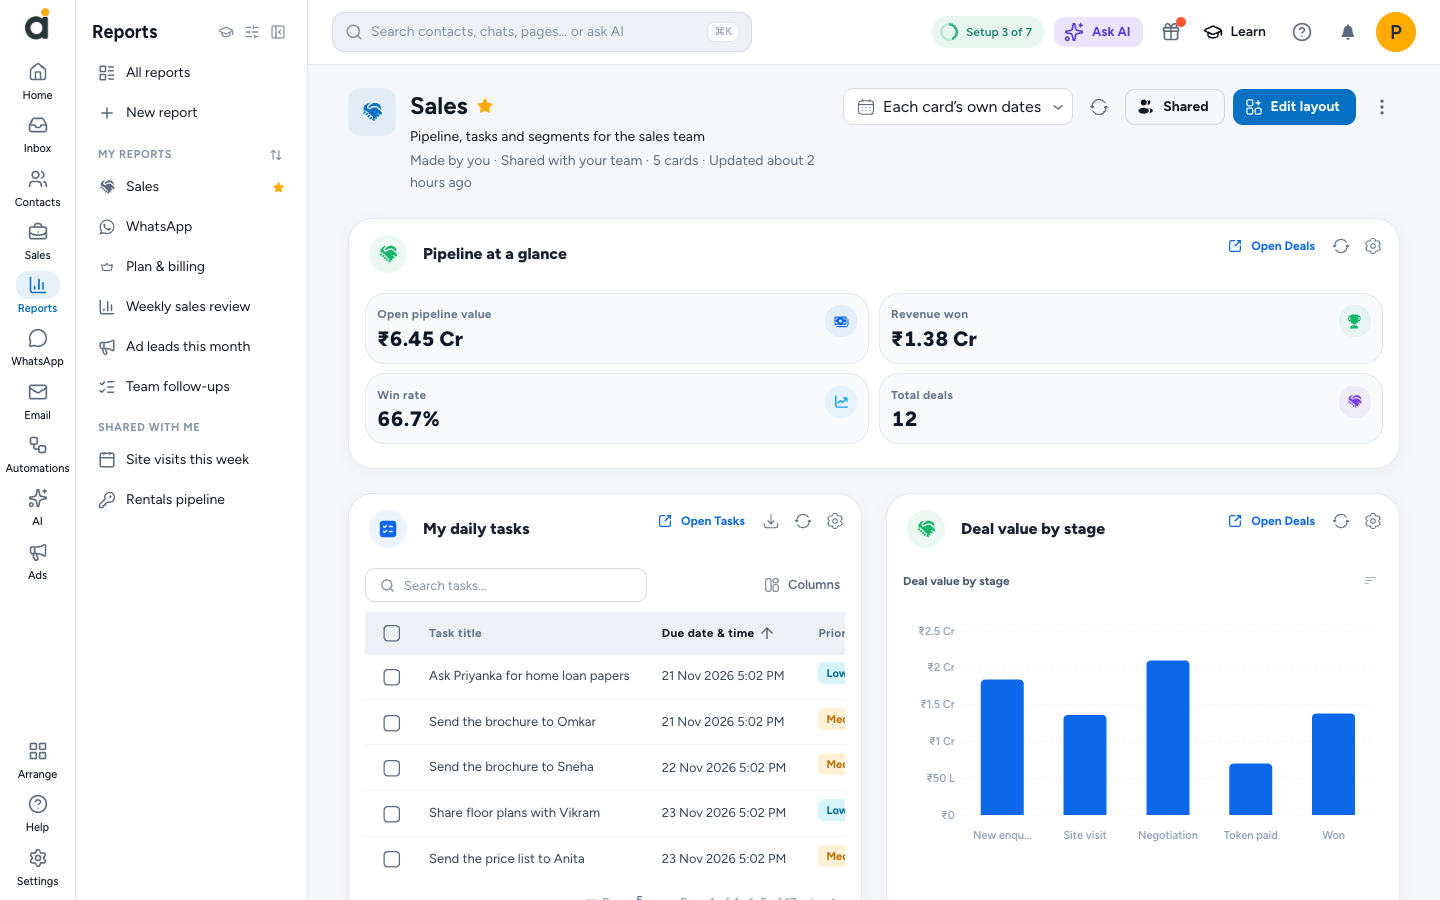 Reports
Search contacts, chats, pages... or ask AI
⌘K
Setup 3 of 7
Ask AI
Learn
P
Home
Inbox
Contacts
Sales
Reports
WhatsApp
Email
Automations
AI
Ads
Arrange
Help
Settings
All reports
New report
MY REPORTS
Sales
WhatsApp
Plan & billing
Weekly sales review
Ad leads this month
Team follow-ups
SHARED WITH ME
Site visits this week
Rentals pipeline
Sales
Pipeline, tasks and segments for the sales team
Made by you · Shared with your team · 5 cards · Updated about 2
hours ago
Each card's own dates
Shared
Edit layout
Pipeline at a glance
Open Deals
Open pipeline value
₹6.45 Cr
Revenue won
₹1.38 Cr
Win rate
66.7%
Total deals
12
My daily tasks
Open Tasks
Search tasks...
Columns
Task title Due date & time Prior
Ask Priyanka for home loan papers 21 Nov 2026 5:02 PM Low
Send the brochure to Omkar 21 Nov 2026 5:02 PM Med
Send the brochure to Sneha 22 Nov 2026 5:02 PM Med
Share floor plans with Vikram 23 Nov 2026 5:02 PM Low
Send the price list to Anita 23 Nov 2026 5:02 PM Med
Deal value by stage
Open Deals
Deal value by stage
₹2.5 Cr
₹2 Cr
₹1.5 Cr
₹1 Cr
₹50 L
₹0
New enqu... Site visit Negotiation Token paid Won